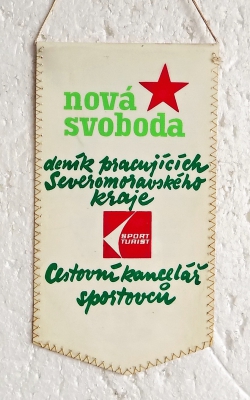 nová
svoboda
deník pracujících
Severomoravského
kraje
SPORT
TURIST
Cestovní kancelář
sportovců